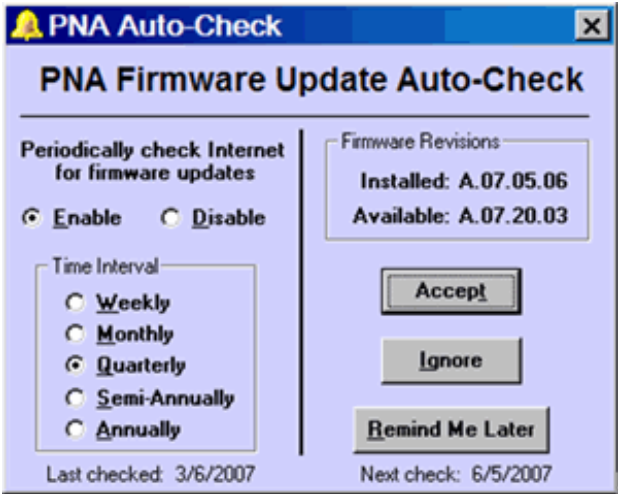 PNA Auto-Check
PNA Firmware Update Auto-Check
Periodically check Internet
for firmware updates
Enable
Disable
Time Interval
Weekly
Monthly
Quarterly
Semi-Annually
Annually
Last checked: 3/6/2007
Firmware Revisions
Installed: A.07.05.06
Available: A.07.20.03
Accept
Ignore
Remind Me Later
Next check: 6/5/2007